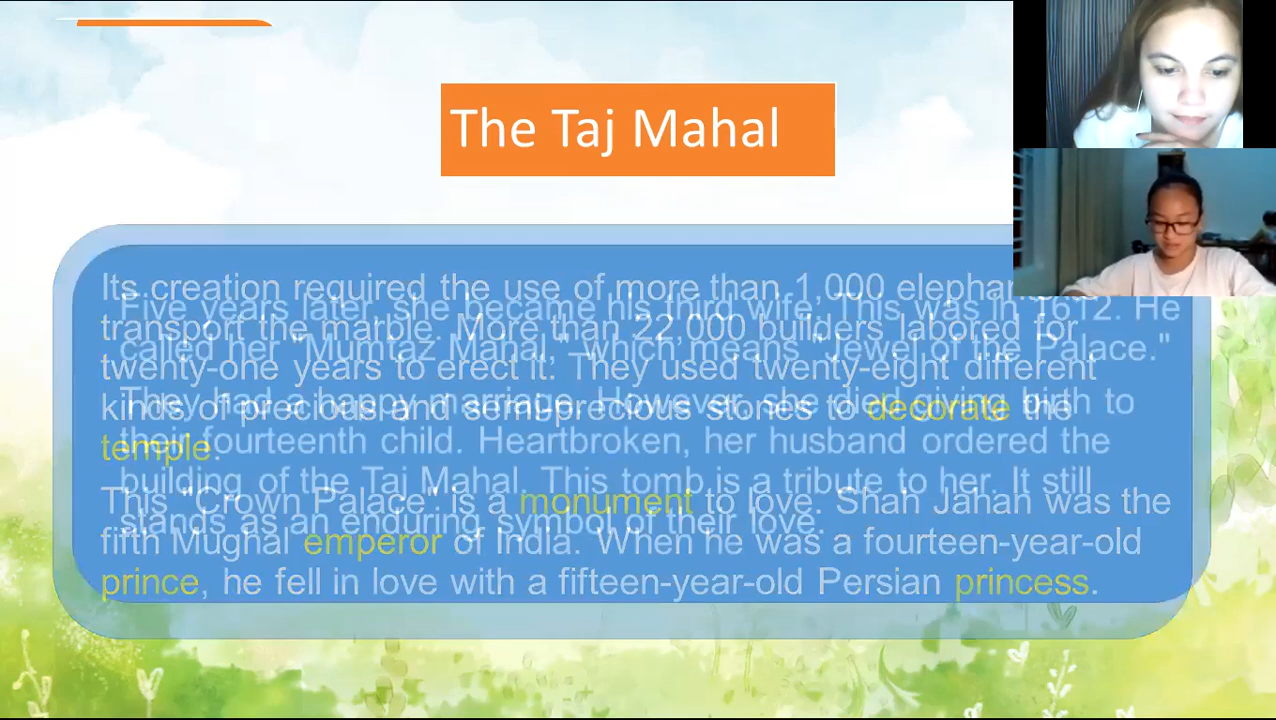 The Taj Mahal
Its creation required the use of more than 1,000
transport the marble. More than 22,000 builders labored for
twenty-one years to erect it. They used twenty-eight different
kinds of precious and semi-precious stones to decorate the
temple.
This "Crown Palace" is a monument to love. Shah Jahan was the
fifth Mughal emperor of India. When he was a fourteen-year-old
prince, he fell in love with a fifteen-year-old Persian princess.
Five years later, she became his third wife. This was in 1612. He
called her "Mumtaz Mahal," which means "Jewel of the Palace."
They had a happy marriage. However, she died giving birth to
their fourteenth child. Heartbroken, her husband ordered the
building of the Taj Mahal. This tomb is a tribute to her. It still
stands as an enduring symbol of their love.